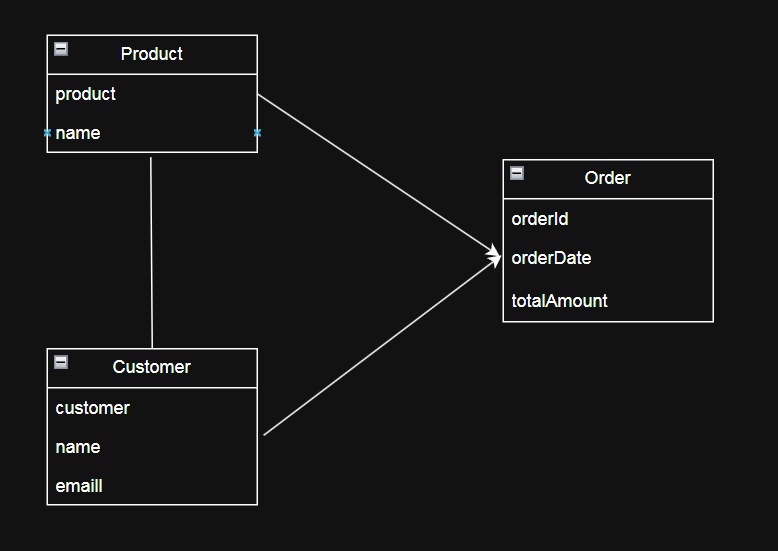 Product
product
name
Order
orderId
orderDate
totalAmount
Customer
customer
name
emaill